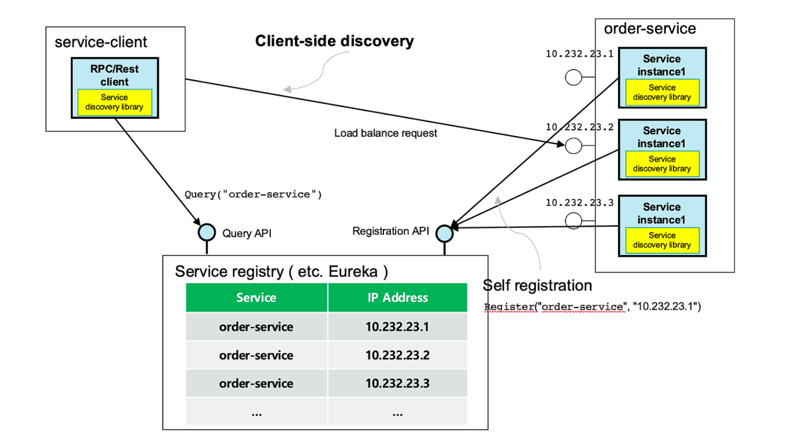 service-client
RPC/Rest
client
Service
discovery library
Client-side discovery
Load balance request
order-service
10.232.23.1
Service
instance1
Service
discovery library
10.232.23.2
Service
instance1
Service
discovery library
10.232.23.3
Service
instance1
Service
discovery library
Query("order-service")
Query API
Registration API
Self registration
Register("order-service", "10.232.23.1")
Service registry ( etc. Eureka )
Service IP Address
order-service 10.232.23.1
order-service 10.232.23.2
order-service 10.232.23.3
... ...